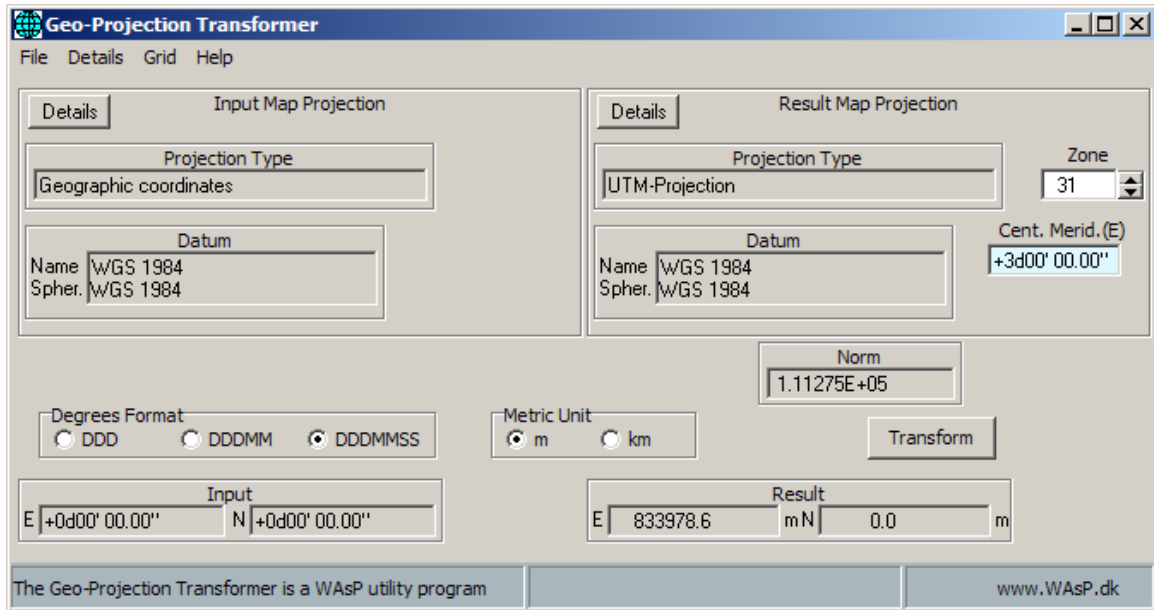 Geo-Projection Transformer
File Details Grid Help
Details Input Map Projection
Projection Type
Geographic coordinates
Datum
Name WGS 1984
Spher. WGS 1984
Details Result Map Projection
Projection Type
UTM-Projection
Zone
31
Cent. Merid.(E)
+3d00' 00.00"
Datum
Name WGS 1984
Spher. WGS 1984
Norm
1.11275E+05
Degrees Format
DDD DDDMM DDDMMSS
Metric Unit
m km
Transform
Input
E +0d00' 00.00" N +0d00' 00.00"
Result
E 833978.6 m N 0.0 m
The Geo-Projection Transformer is a WAsP utility program
www.WAsP.dk